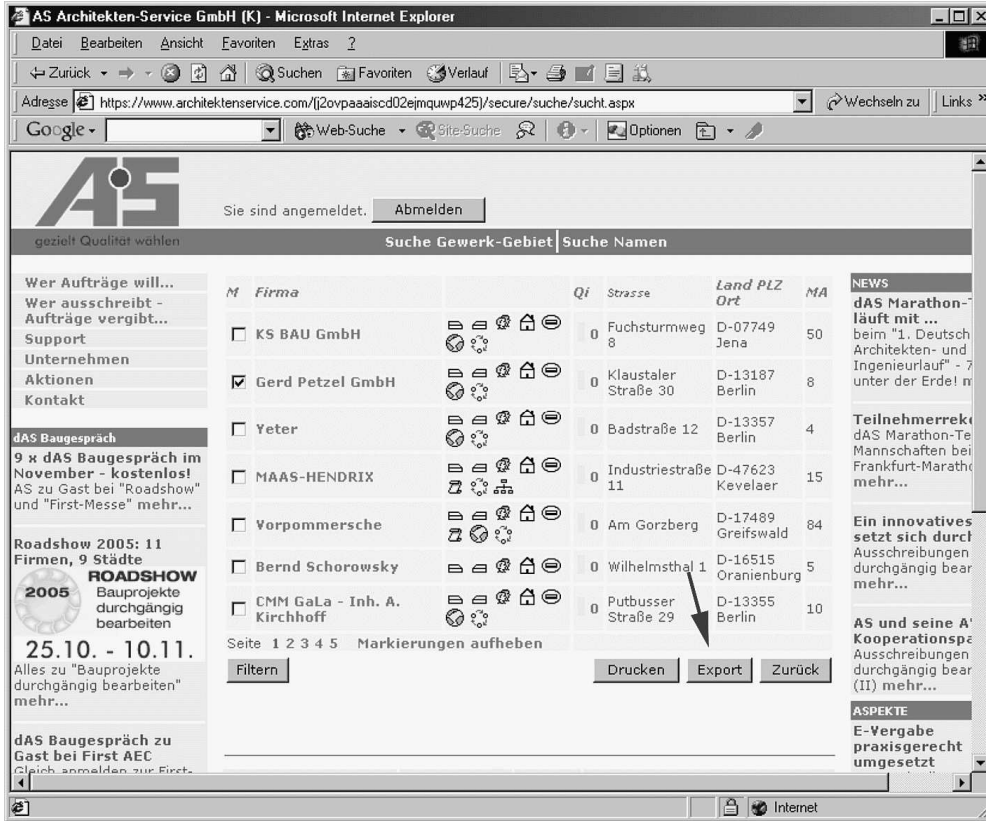 AS Architekten-Service GmbH (K) - Microsoft Internet Explorer
Datei Bearbeiten Ansicht Favoriten Extras ?
Zurück Suchen Favoriten Verlauf
Adresse https://www.architektenservice.com/(j2ovpaaaiscd02ejmquwp425)/secure/suche/sucht.aspx Wechseln zu Links »
Google Web-Suche Site-Suche Optionen
AS
gezielt Qualität wählen
Sie sind angemeldet. Abmelden
Suche Gewerk-Gebiet Suche Namen
Wer Aufträge will...
Wer ausschreibt -
Aufträge vergibt...
Support
Unternehmen
Aktionen
Kontakt
dAS Baugespräch
9 x dAS Baugespräch im
November - kostenlos!
AS zu Gast bei "Roadshow"
und "First-Messe" mehr...
Roadshow 2005: 11
Firmen, 9 Städte
2005
ROADSHOW
Bauprojekte
durchgängig
bearbeiten
25.10. - 10.11.
Alles zu "Bauprojekte
durchgängig bearbeiten"
mehr...
dAS Baugespräch zu
Gast bei First AEC
Gleich anmelden zur First-
M Firma Qi Strasse Land PLZ Ort MA
KS BAU GmbH 0 Fuchsturmweg 8 D-07749 Jena 50
Gerd Petzel GmbH 0 Klaustaler Straße 30 D-13187 Berlin 8
Yeter 0 Badstraße 12 D-13357 Berlin 4
MAAS-HENDRIX 0 Industriestraße 11 D-47623 Kevelaer 15
Vorpommersche 0 Am Gorzberg D-17489 Greifswald 84
Bernd Schorowsky 0 Wilhelmsthal 1 D-16515 Oranienburg 5
CMM GaLa - Inh. A. Kirchhoff 0 Putbusser Straße 29 D-13355 Berlin 10
Seite 1 2 3 4 5 Markierungen aufheben
Filtern Drucken Export Zurück
NEWS
dAS Marathon-T
läuft mit ...
beim "1. Deutsch
Architekten- und
Ingenieurlauf" - 7
unter der Erde! m
Teilnehmerreko
dAS Marathon-Te
Mannschaften bei
Frankfurt-Maratho
mehr...
Ein innovatives
setzt sich durch
Ausschreibungen
durchgängig bear
mehr...
AS und seine A
Kooperationspa
Ausschreibungen
durchgängig bear
(II) mehr...
ASPEKTE
E-Vergabe
praxisgerecht
umgesetzt
Internet